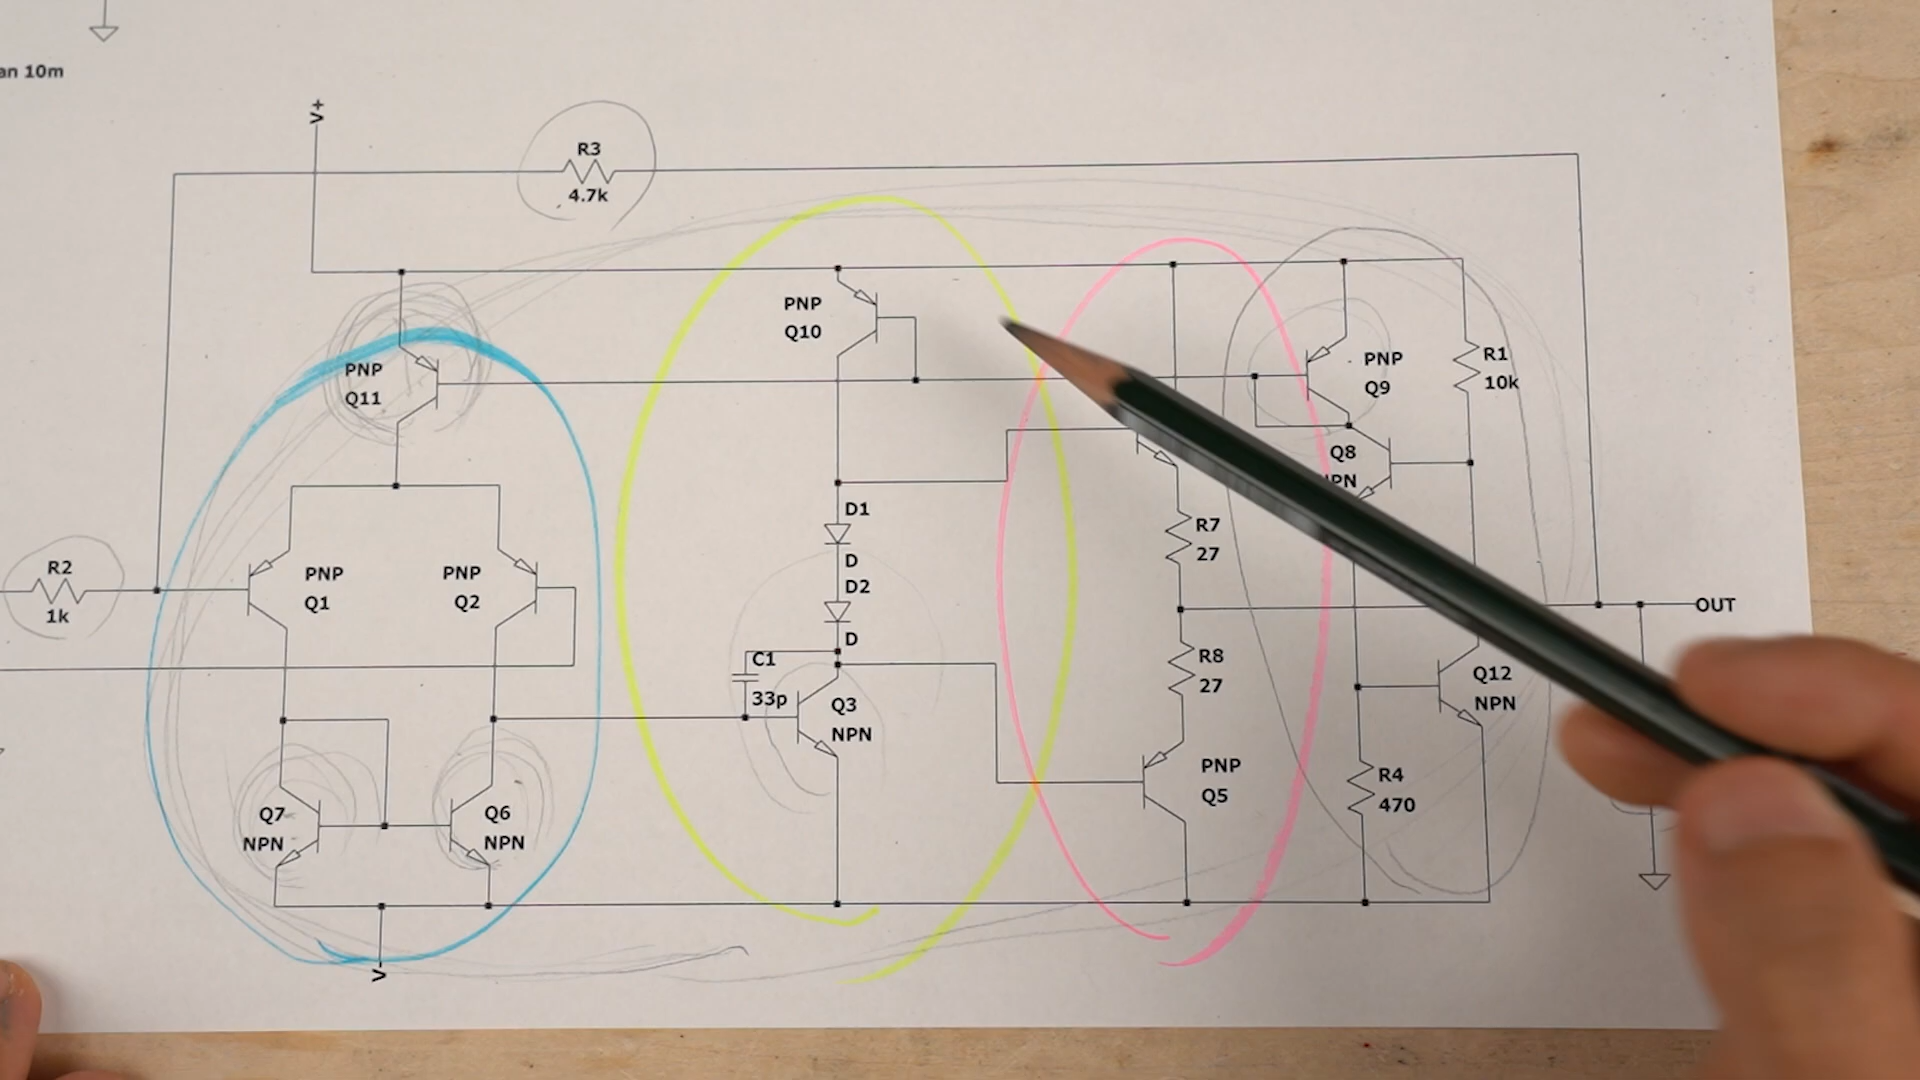 an 10m
V+
R3
4.7k
PNP
Q10
PNP
Q11
PNP
Q9
R1
10k
Q8
D1
D
D2
D
R7
27
R2
1k
PNP
Q1
PNP
Q2
OUT
C1
33p
Q3
NPN
R8
27
Q12
NPN
Q7
NPN
Q6
NPN
PNP
Q5
R4
470
V-